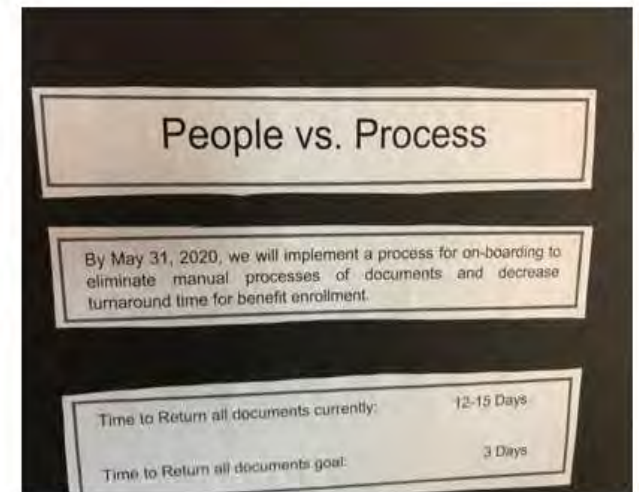 People vs. Process
By May 31, 2020, we will implement a process for on-boarding to
eliminate manual processes of documents and decrease
turnaround time for benefit enrollment.
Time to Return all documents currently: 12-15 Days
Time to Return all documents goal: 3 Days